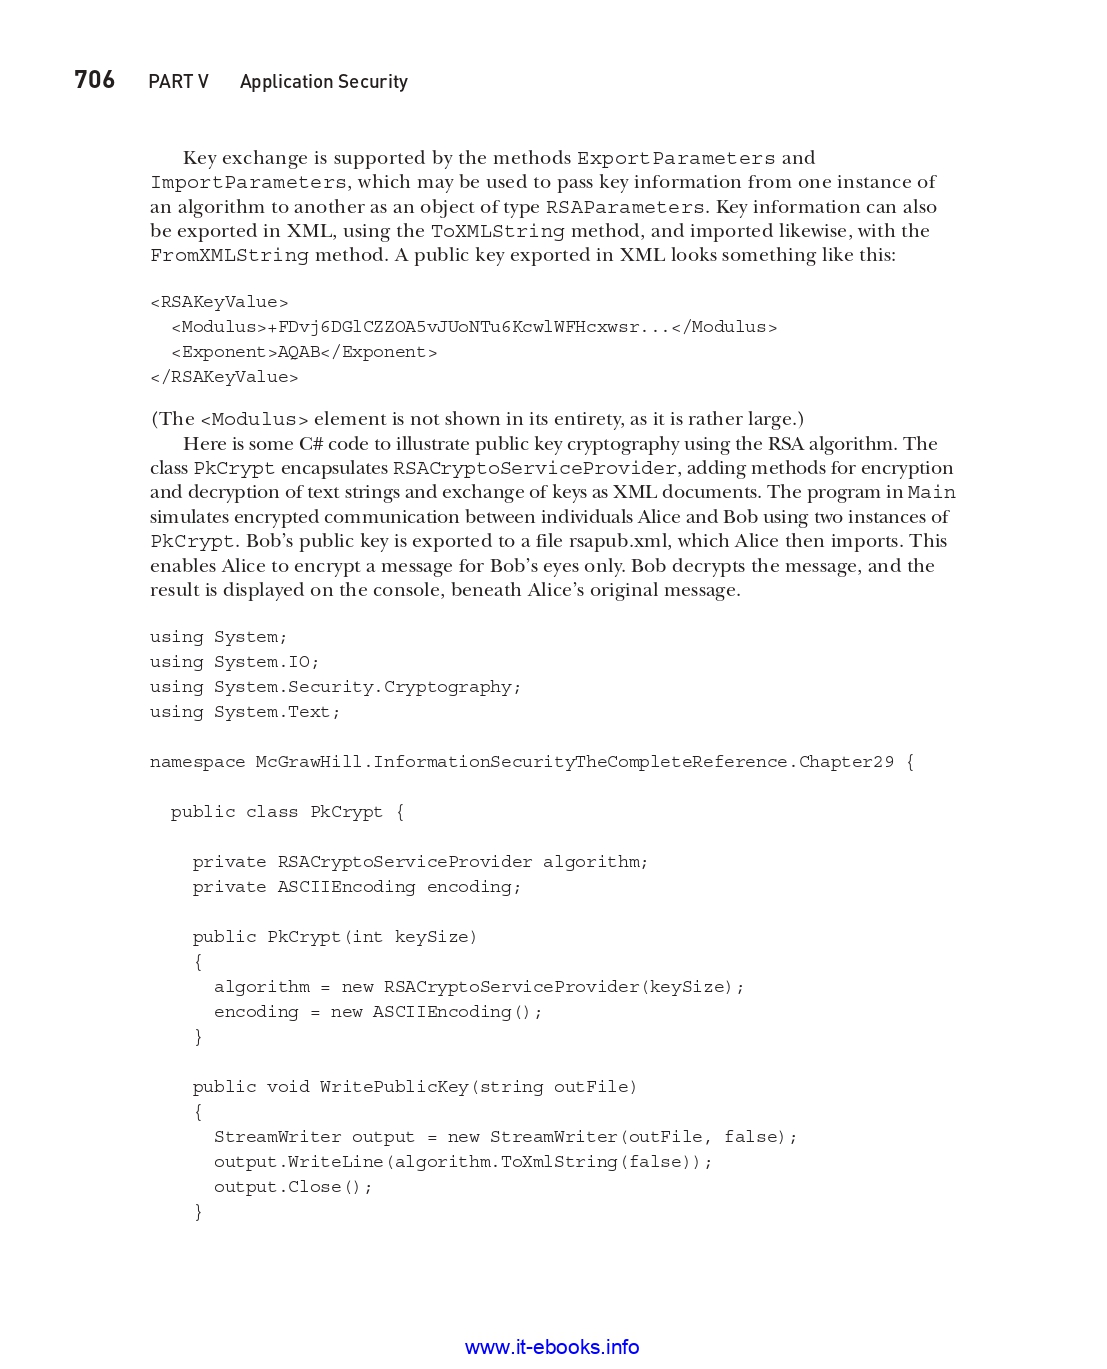 706 PART V Application Security
Key exchange is supported by the methods ExportParameters and
ImportParameters, which may be used to pass key information from one instance of
an algorithm to another as an object of type RSAParameters. Key information can also
be exported in XML, using the ToXMLString method, and imported likewise, with the
FromXMLString method. A public key exported in XML looks something like this:
<RSAKeyValue>
  <Modulus>+FDvj6DGlCZZOA5vJUoNTu6KcwlWFHcxwsr...</Modulus>
  <Exponent>AQAB</Exponent>
</RSAKeyValue>
(The <Modulus> element is not shown in its entirety, as it is rather large.)
Here is some C# code to illustrate public key cryptography using the RSA algorithm. The
class PkCrypt encapsulates RSACryptoServiceProvider, adding methods for encryption
and decryption of text strings and exchange of keys as XML documents. The program in Main
simulates encrypted communication between individuals Alice and Bob using two instances of
PkCrypt. Bob's public key is exported to a file rsapub.xml, which Alice then imports. This
enables Alice to encrypt a message for Bob's eyes only. Bob decrypts the message, and the
result is displayed on the console, beneath Alice's original message.
using System;
using System.IO;
using System.Security.Cryptography;
using System.Text;
namespace McGrawHill.InformationSecurityTheCompleteReference.Chapter29 {
  public class PkCrypt {
    private RSACryptoServiceProvider algorithm;
    private ASCIIEncoding encoding;
    public PkCrypt(int keySize)
    {
      algorithm = new RSACryptoServiceProvider(keySize);
      encoding = new ASCIIEncoding();
    }
    public void WritePublicKey(string outFile)
    {
      StreamWriter output = new StreamWriter(outFile, false);
      output.WriteLine(algorithm.ToXmlString(false));
      output.Close();
    }
www.it-ebooks.info